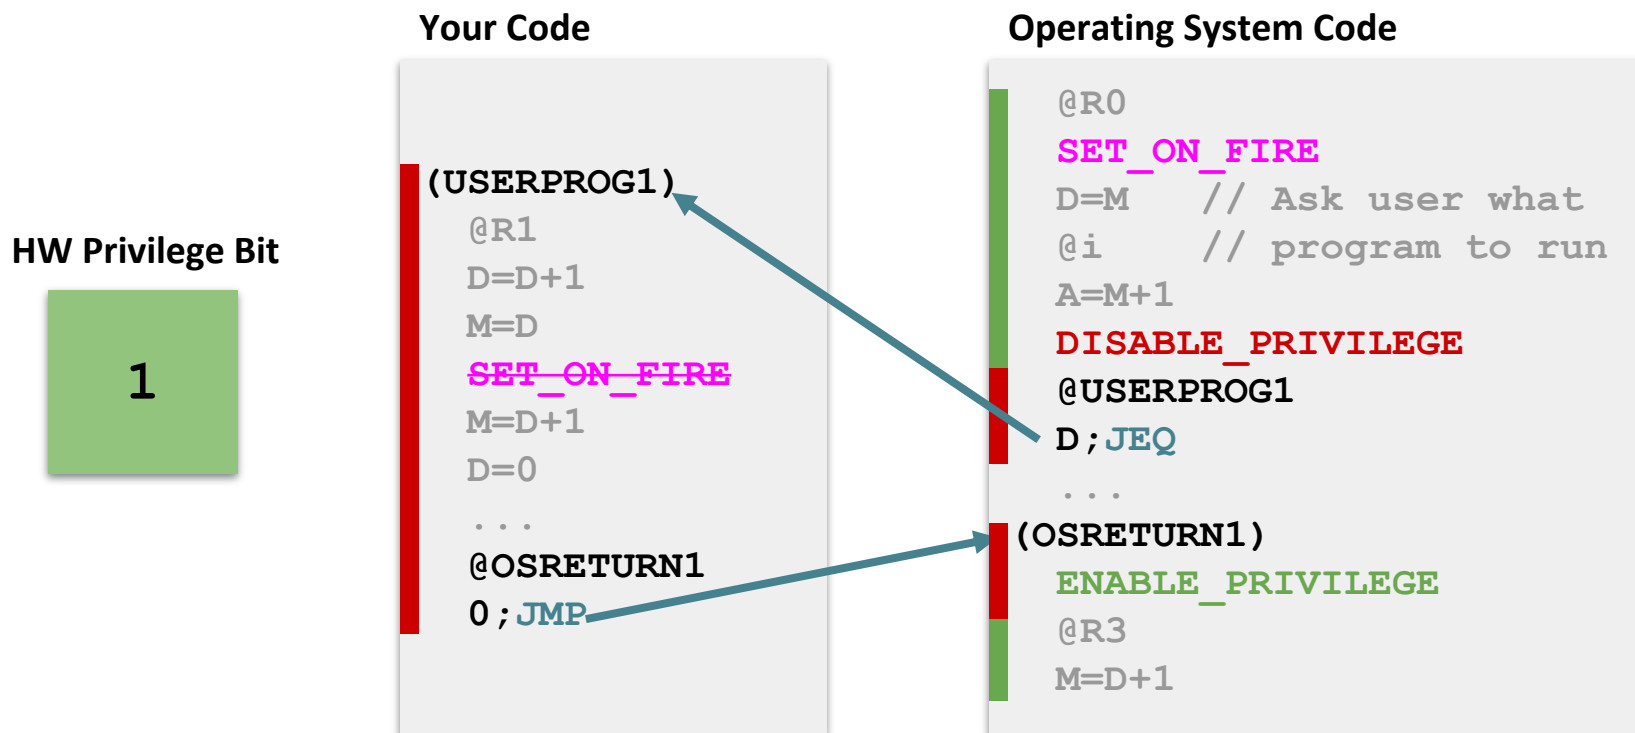 HW Privilege Bit
1
Your Code
(USERPROG1)
@R1
D=D+1
M=D
SET_ON_FIRE
M=D+1
D=0
...
@OSRETURN1
0;JMP
Operating System Code
@R0
SET_ON_FIRE
D=M // Ask user what
@i // program to run
A=M+1
DISABLE_PRIVILEGE
@USERPROG1
D;JEQ
...
(OSRETURN1)
ENABLE_PRIVILEGE
@R3
M=D+1